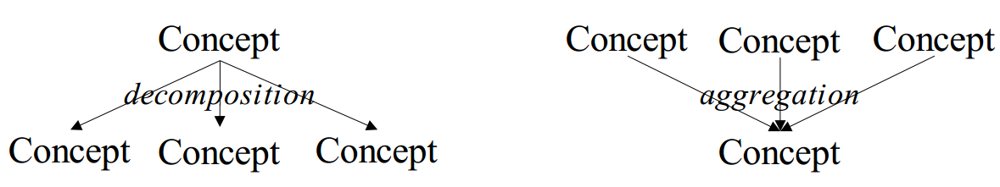 Concept
decomposition
Concept Concept Concept
Concept Concept Concept
aggregation
Concept